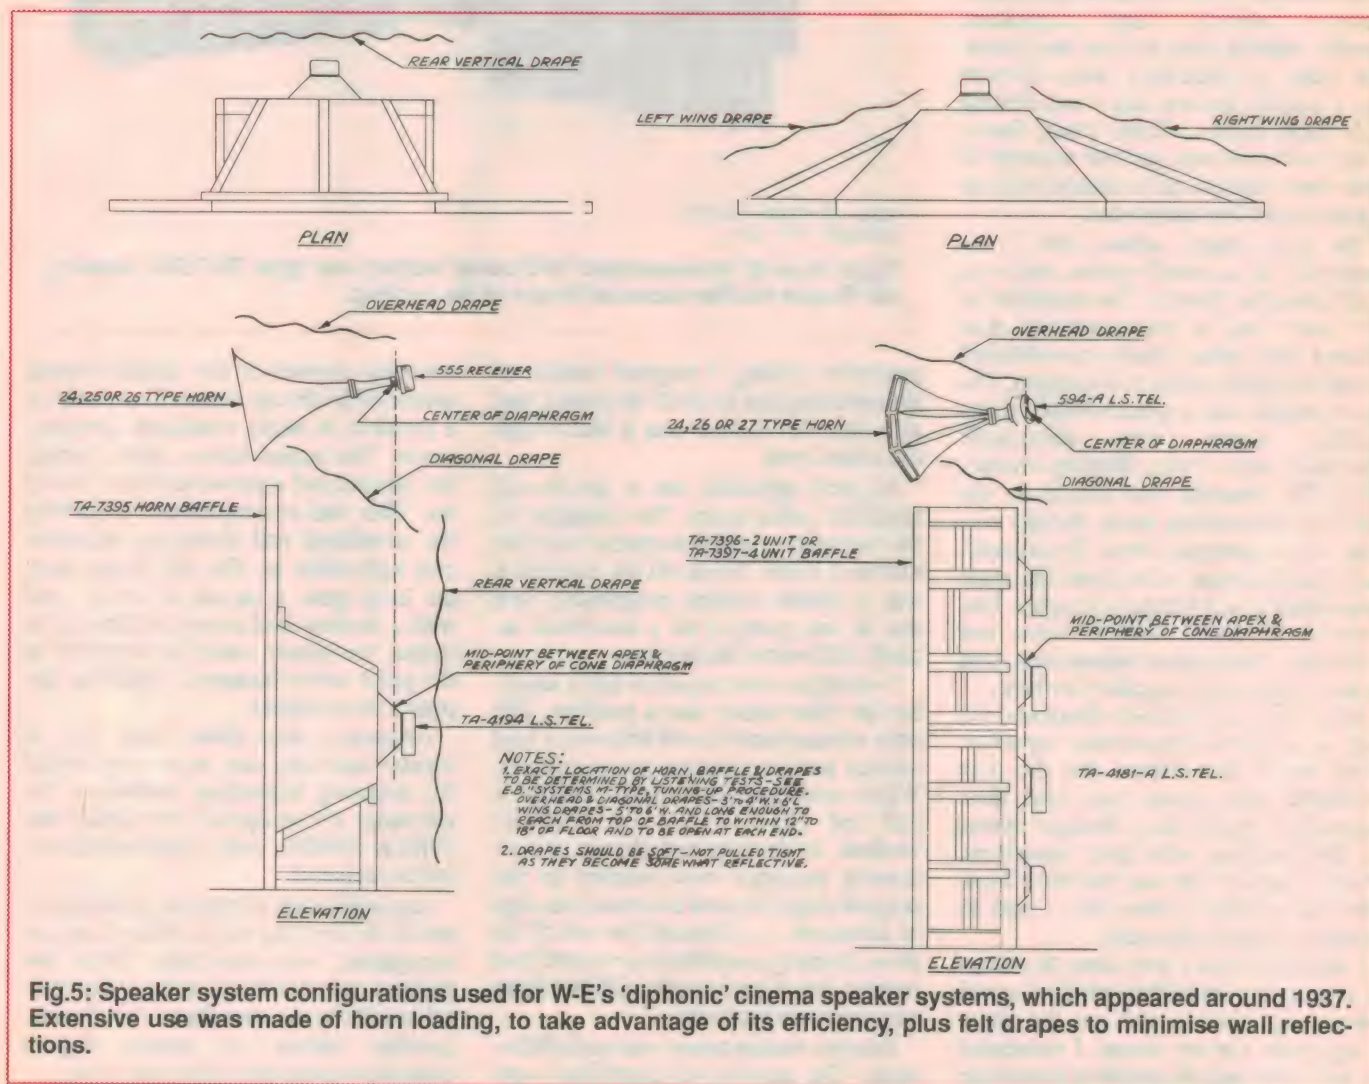 REAR VERTICAL DRAPE
PLAN
LEFT WING DRAPE
RIGHT WING DRAPE
PLAN
OVERHEAD DRAPE
555 RECEIVER
24, 25 OR 26 TYPE HORN
CENTER OF DIAPHRAGM
DIAGONAL DRAPE
TA-7395 HORN BAFFLE
REAR VERTICAL DRAPE
MID-POINT BETWEEN APEX &
PERIPHERY OF CONE DIAPHRAGM
TA-4194 L.S. TEL.
NOTES:
1. EXACT LOCATION OF HORN, BAFFLE & DRAPES
TO BE DETERMINED BY LISTENING TESTS - SEE
E.B. "SYSTEMS M-TYPE, TUNING-UP PROCEDURE.
OVERHEAD & DIAGONAL DRAPES - 3' TO 4' W. X 6' L
WING DRAPES - 5' TO 6' W. AND LONG ENOUGH TO
REACH FROM TOP OF BAFFLE TO WITHIN 12" TO
18" OF FLOOR AND TO BE OPEN AT EACH END.
2. DRAPES SHOULD BE SOFT - NOT PULLED TIGHT
AS THEY BECOME SOMEWHAT REFLECTIVE.
ELEVATION
OVERHEAD DRAPE
594-A L.S. TEL.
24, 26 OR 27 TYPE HORN
CENTER OF DIAPHRAGM
DIAGONAL DRAPE
TA-7396-2 UNIT OR
TA-7397-4 UNIT BAFFLE
MID-POINT BETWEEN APEX &
PERIPHERY OF CONE DIAPHRAGM
TA-4181-A L.S. TEL.
ELEVATION
Fig.5: Speaker system configurations used for W-E's 'diphonic' cinema speaker systems, which appeared around 1937.
Extensive use was made of horn loading, to take advantage of its efficiency, plus felt drapes to minimise wall reflec-
tions.